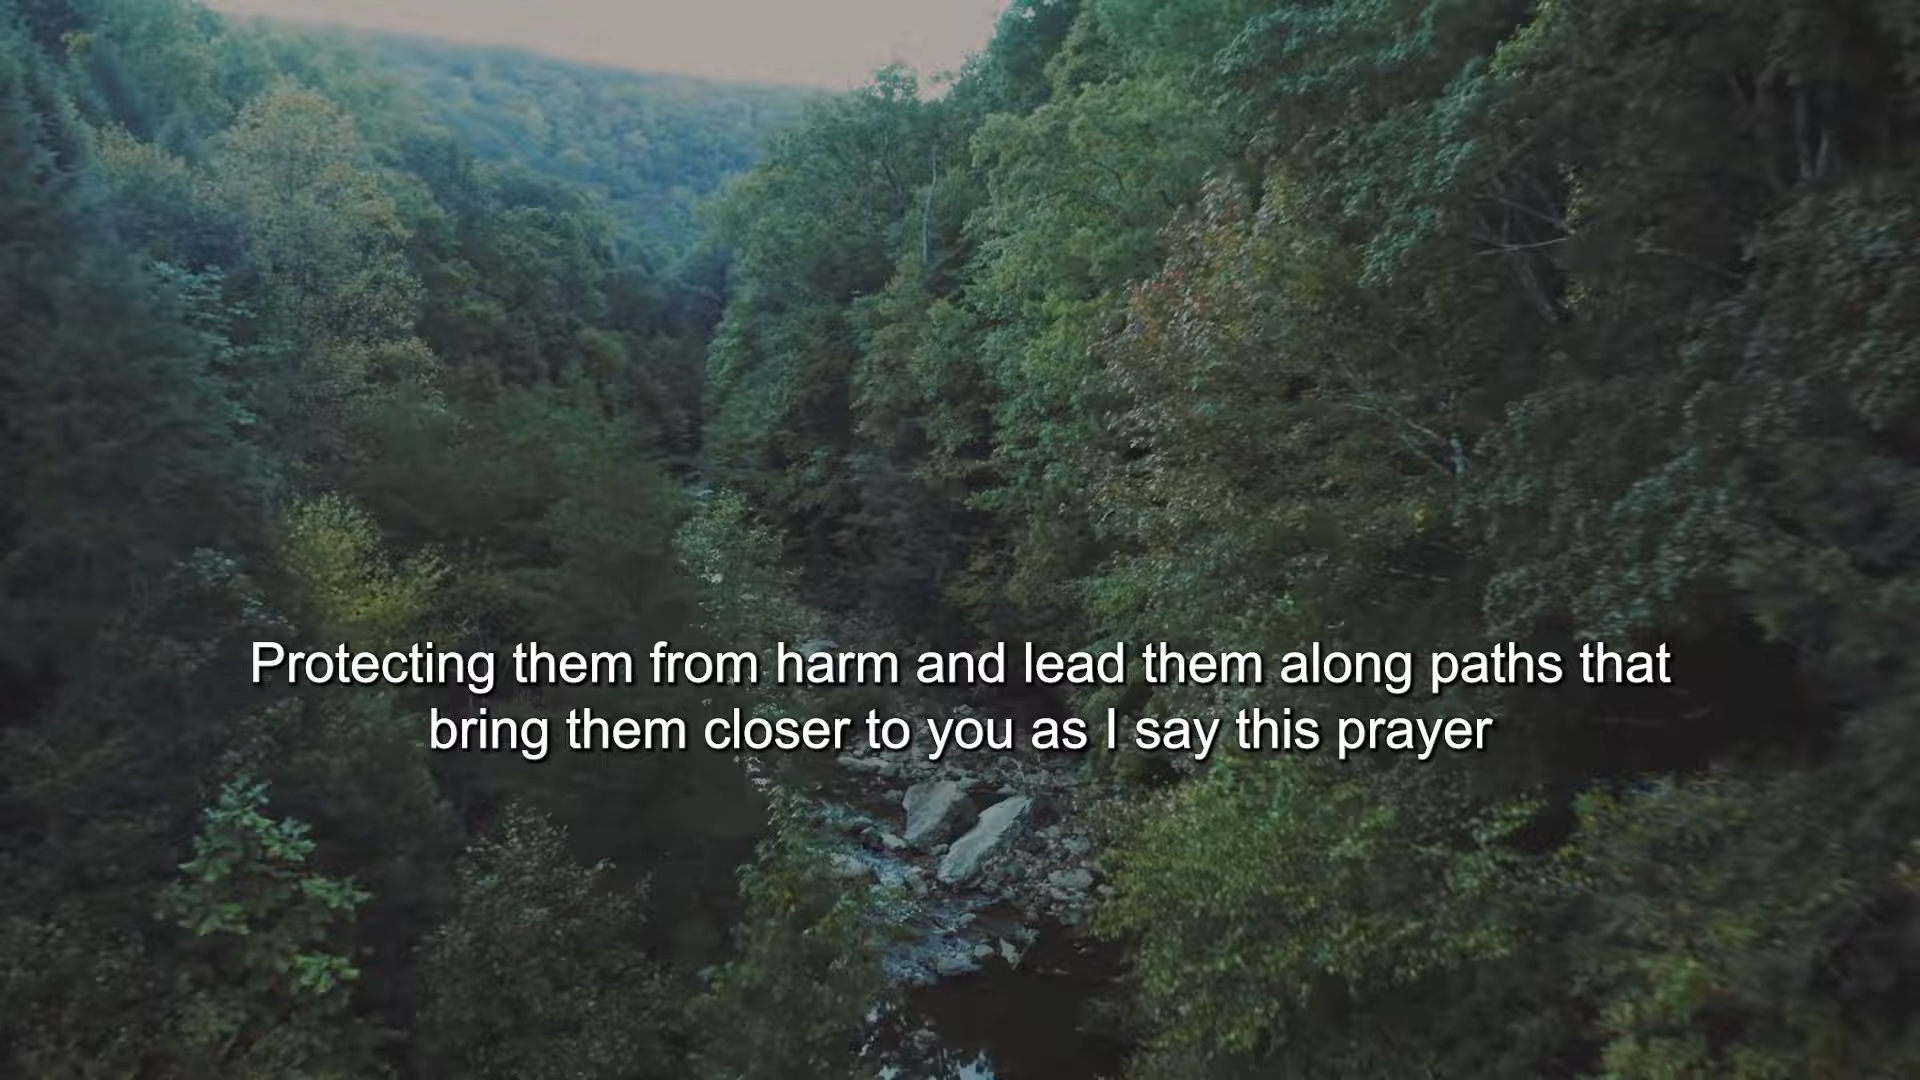 Protecting them from harm and lead them along paths that
bring them closer to you as I say this prayer